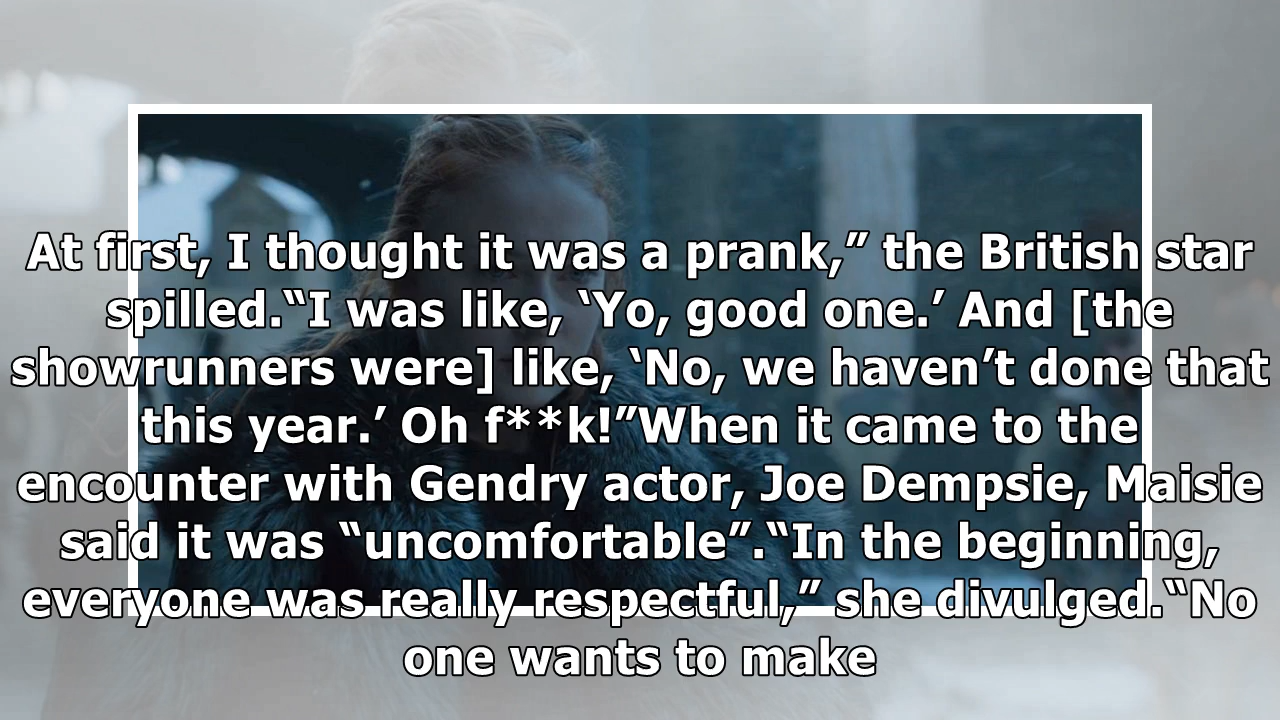 At first, I thought it was a prank,” the British star
spilled.“I was like, ‘Yo, good one.’ And [the
showrunners were] like, ‘No, we haven’t done that
this year.’ Oh f**k!”When it came to the
encounter with Gendry actor, Joe Dempsie, Maisie
said it was “uncomfortable”.“In the beginning,
everyone was really respectful,” she divulged.“No
one wants to make